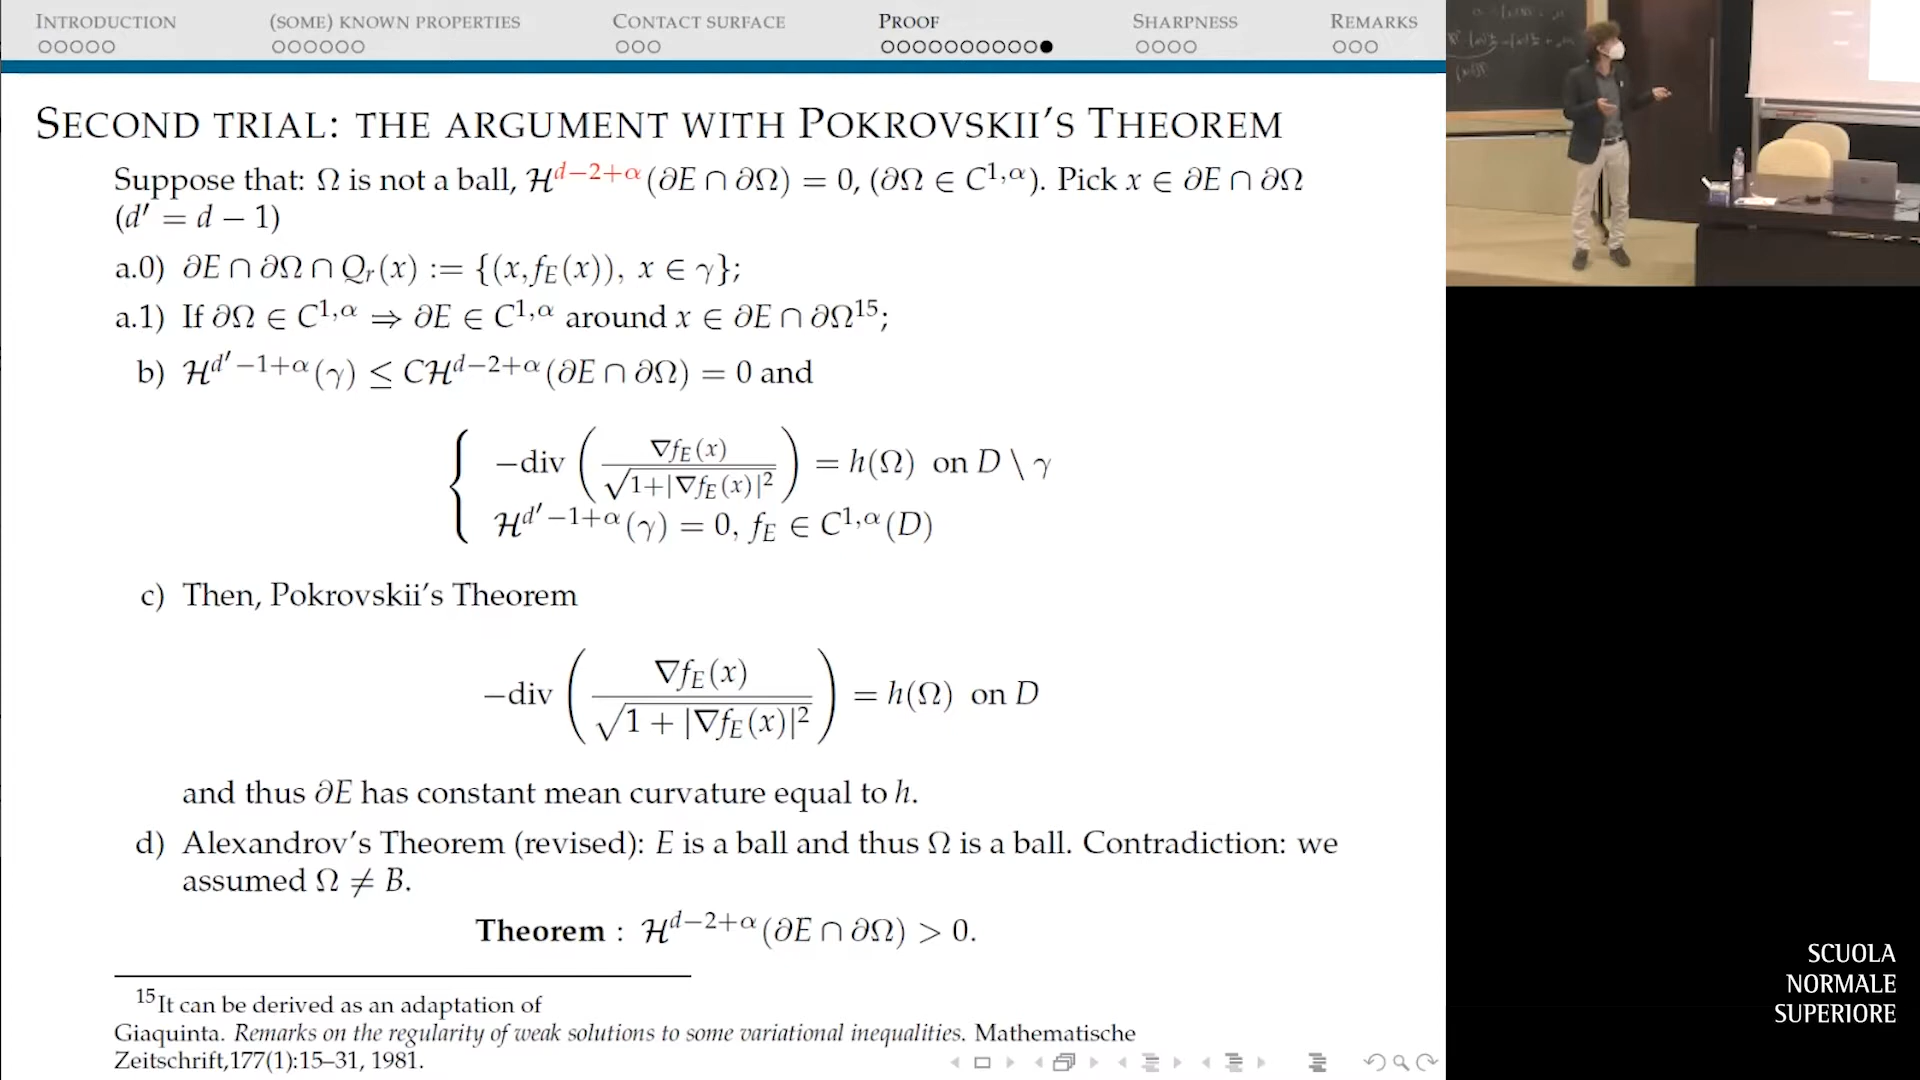 INTRODUCTION (SOME) KNOWN PROPERTIES CONTACT SURFACE PROOF SHARPNESS REMARKS
SECOND TRIAL: THE ARGUMENT WITH POKROVSKII'S THEOREM
Suppose that: Ω is not a ball, ℋ^{d−2+α}(∂E ∩ ∂Ω) = 0, (∂Ω ∈ C^{1,α}). Pick x ∈ ∂E ∩ ∂Ω
(d′ = d − 1)
a.0) ∂E ∩ ∂Ω ∩ Q_r(x) := {(x, f_E(x)), x ∈ γ};
a.1) If ∂Ω ∈ C^{1,α} ⇒ ∂E ∈ C^{1,α} around x ∈ ∂E ∩ ∂Ω^{15};
b) ℋ^{d′−1+α}(γ) ≤ Cℋ^{d−2+α}(∂E ∩ ∂Ω) = 0 and
−div ( ∇f_E(x) / √(1+|∇f_E(x)|²) ) = h(Ω) on D \ γ
ℋ^{d′−1+α}(γ) = 0, f_E ∈ C^{1,α}(D)
c) Then, Pokrovskii's Theorem
−div ( ∇f_E(x) / √(1 + |∇f_E(x)|²) ) = h(Ω) on D
and thus ∂E has constant mean curvature equal to h.
d) Alexandrov's Theorem (revised): E is a ball and thus Ω is a ball. Contradiction: we
assumed Ω ≠ B.
Theorem : ℋ^{d−2+α}(∂E ∩ ∂Ω) > 0.
15 It can be derived as an adaptation of
Giaquinta. Remarks on the regularity of weak solutions to some variational inequalities. Mathematische
Zeitschrift,177(1):15–31, 1981.
SCUOLA
NORMALE
SUPERIORE